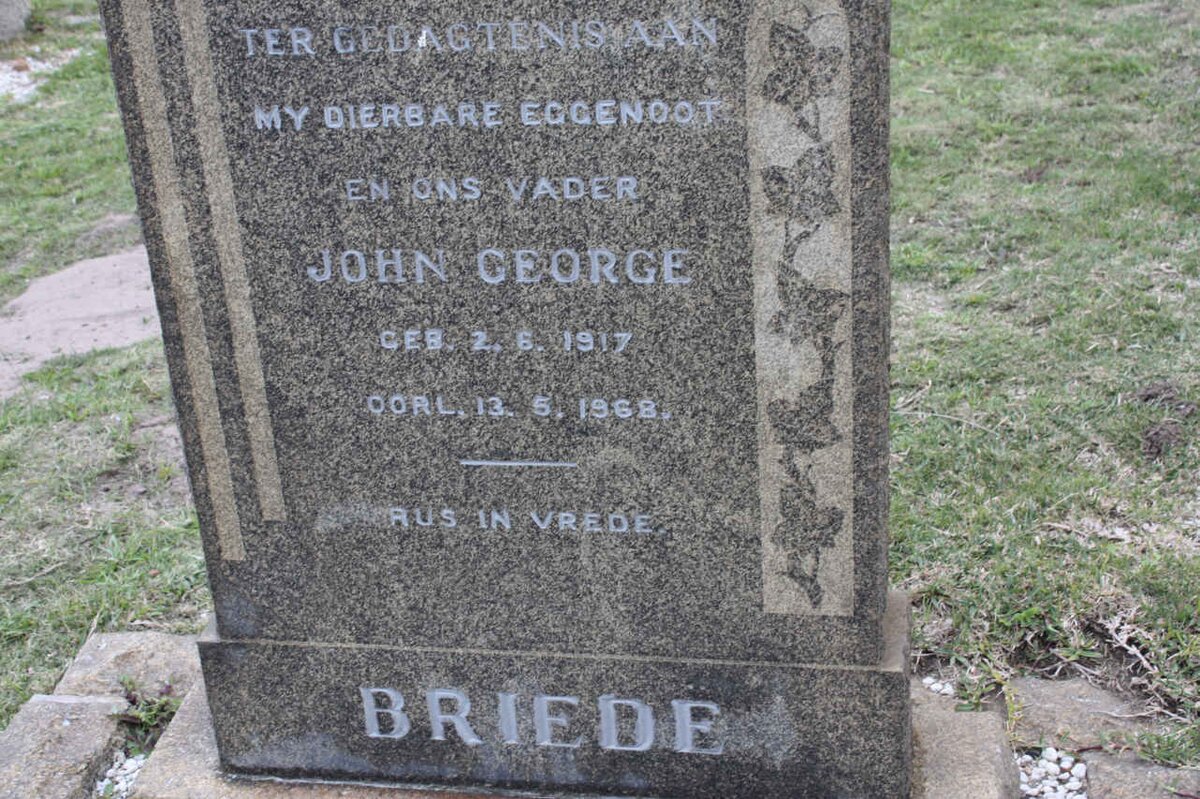 TER GEDAGTENIS AAN
MY DIERBARE EGGENOOT
EN ONS VADER
JOHN GEORGE
GEB. 2. 6. 1917
OORL. 13. 5. 1968.
RUS IN VREDE.
BRIEDE